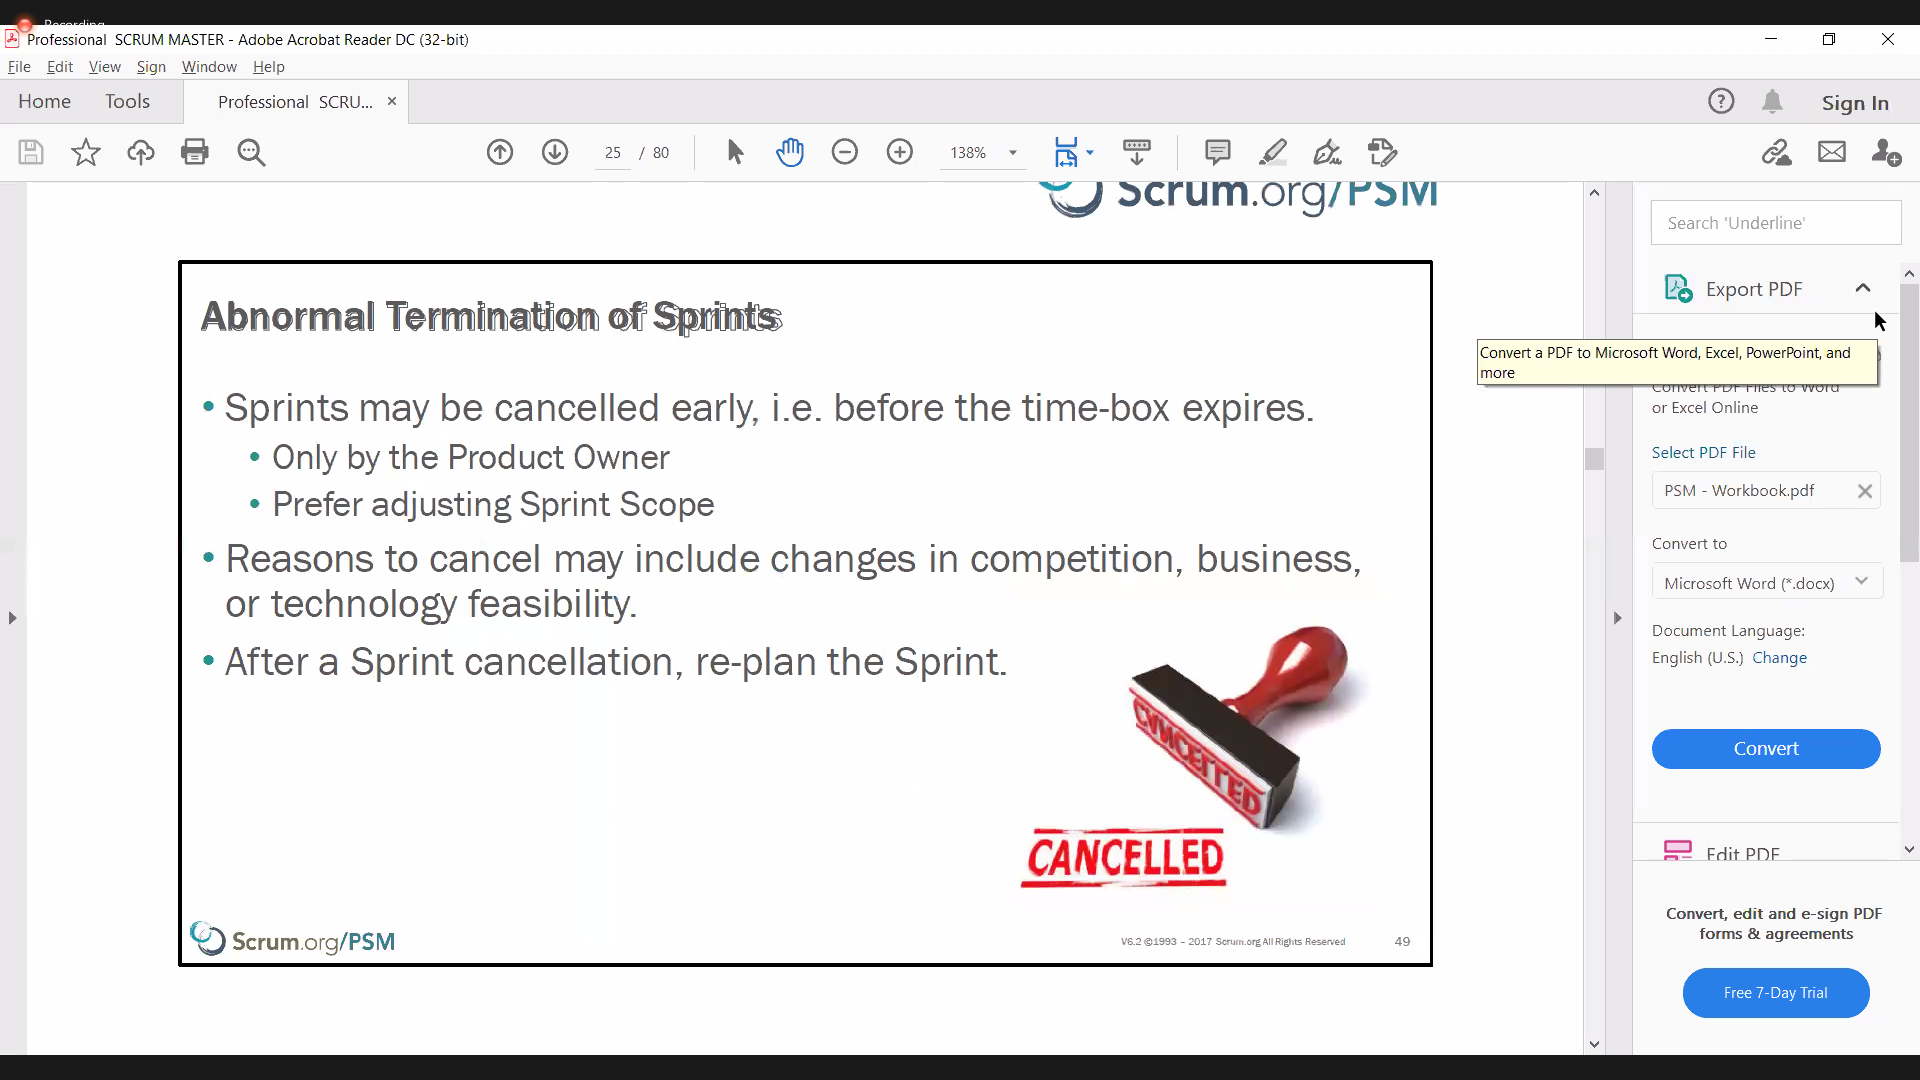 Recording
Professional SCRUM MASTER - Adobe Acrobat Reader DC (32-bit)
File Edit View Sign Window Help
Home Tools Professional SCRU... × Sign In
25 / 80 138%
Scrum.org/PSM
Search 'Underline'
Export PDF
Abnormal Termination of Sprints
Convert a PDF to Microsoft Word, Excel, PowerPoint, and
more
Convert PDF Files to Word
or Excel Online
• Sprints may be cancelled early, i.e. before the time-box expires.
• Only by the Product Owner
• Prefer adjusting Sprint Scope
• Reasons to cancel may include changes in competition, business,
or technology feasibility.
• After a Sprint cancellation, re-plan the Sprint.
CANCELLED
CANCELLED
Scrum.org/PSM
V6.2 ©1993 – 2017 Scrum.org All Rights Reserved 49
Select PDF File
PSM - Workbook.pdf
Convert to
Microsoft Word (*.docx)
Document Language:
English (U.S.) Change
Convert
Edit PDF
Convert, edit and e-sign PDF
forms & agreements
Free 7-Day Trial